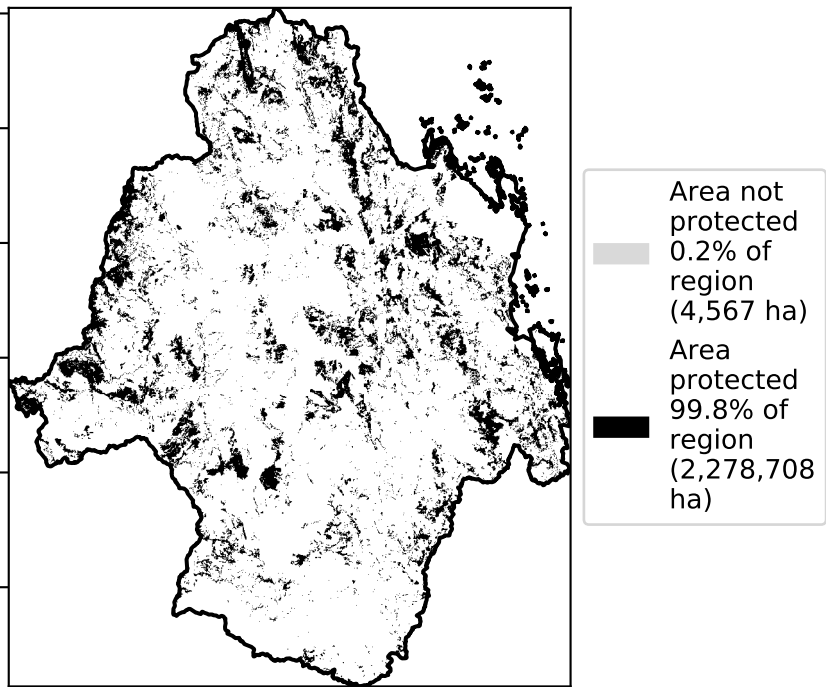 Area not
protected
0.2% of
region
(4,567 ha)
Area
protected
99.8% of
region
(2,278,708
ha)